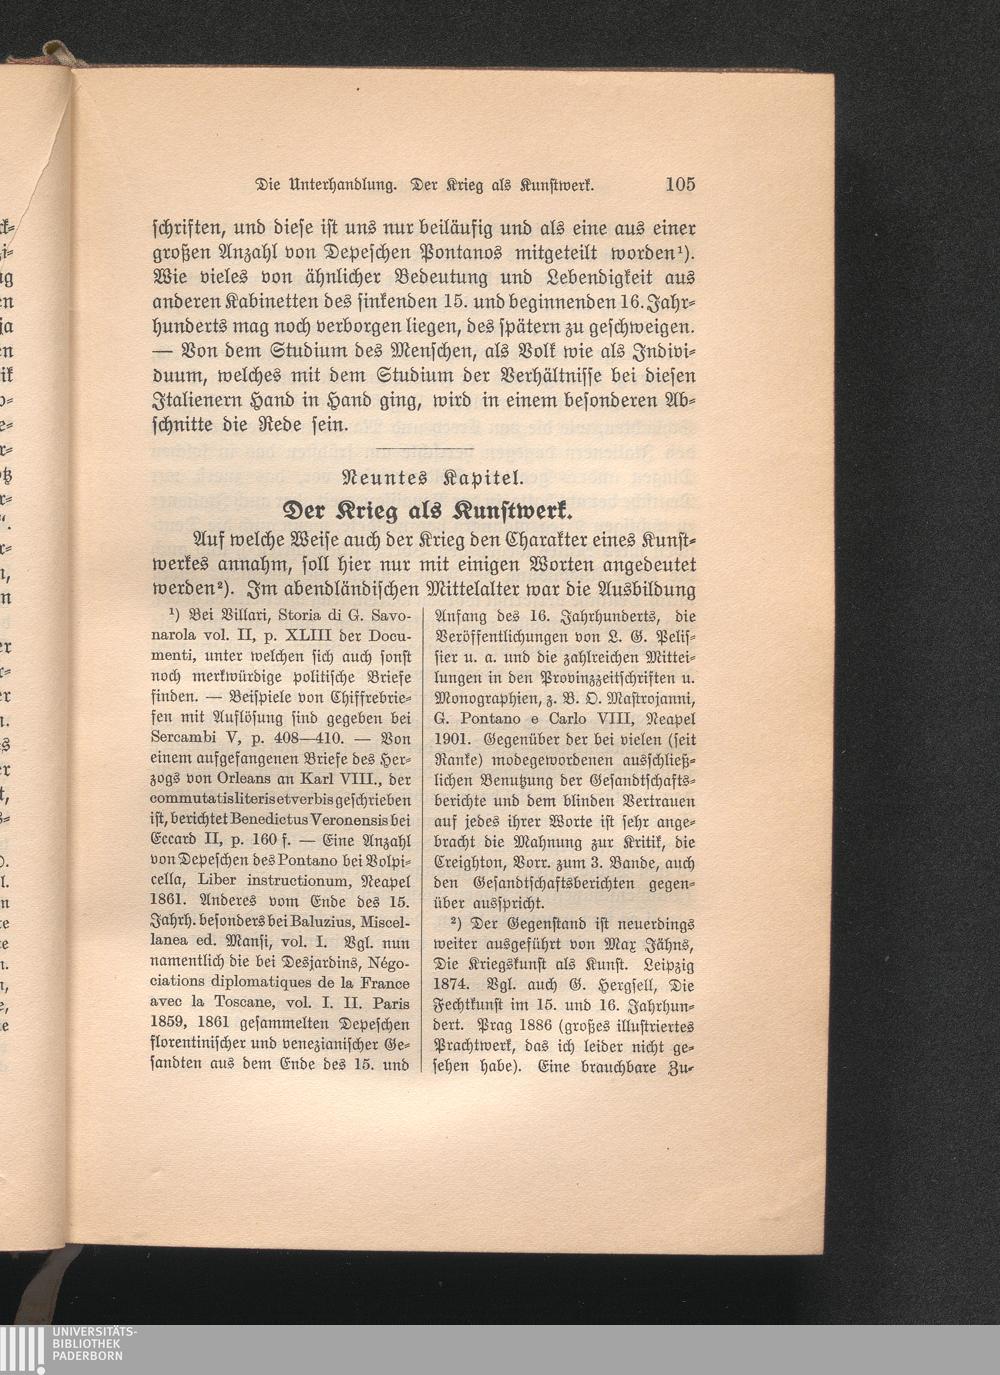 Die Unterhandlung. Der Krieg als Kunstwerk. 105
schriften, und diese ist uns nur beiläufig und als eine aus einer
großen Anzahl von Depeschen Pontanos mitgeteilt worden¹).
Wie vieles von ähnlicher Bedeutung und Lebendigkeit aus
anderen Kabinetten des sinkenden 15. und beginnenden 16. Jahr-
hunderts mag noch verborgen liegen, des spätern zu geschweigen.
— Von dem Studium des Menschen, als Volk wie als Indivi-
duum, welches mit dem Studium der Verhältnisse bei diesen
Italienern Hand in Hand ging, wird in einem besonderen Ab-
schnitte die Rede sein.
Neuntes Kapitel.
Der Krieg als Kunstwerk.
Auf welche Weise auch der Krieg den Charakter eines Kunst-
werkes annahm, soll hier nur mit einigen Worten angedeutet
werden²). Im abendländischen Mittelalter war die Ausbildung
¹) Bei Villari, Storia di G. Savo-
narola vol. II, p. XLIII der Docu-
menti, unter welchen sich auch sonst
noch merkwürdige politische Briefe
finden. — Beispiele von Chiffrebrie-
fen mit Auflösung sind gegeben bei
Sercambi V, p. 408—410. — Von
einem aufgefangenen Briefe des Her-
zogs von Orleans an Karl VIII., der
commutatis literis et verbis geschrieben
ist, berichtet Benedictus Veronensis bei
Eccard II, p. 160 f. — Eine Anzahl
von Depeschen des Pontano bei Volpi-
cella, Liber instructionum, Neapel
1861. Anderes vom Ende des 15.
Jahrh. besonders bei Baluzius, Miscel-
lanea ed. Mansi, vol. I. Vgl. nun
namentlich die bei Desjardins, Négo-
ciations diplomatiques de la France
avec la Toscane, vol. I. II. Paris
1859, 1861 gesammelten Depeschen
florentinischer und venezianischer Ge-
sandten aus dem Ende des 15. und
Anfang des 16. Jahrhunderts, die
Veröffentlichungen von L. G. Pelis-
sier u. a. und die zahlreichen Mittei-
lungen in den Provinzzeitschriften u.
Monographien, z. B. O. Mastrojanni,
G. Pontano e Carlo VIII, Neapel
1901. Gegenüber der bei vielen (seit
Ranke) modegewordenen ausschließ-
lichen Benutzung der Gesandtschafts-
berichte und dem blinden Vertrauen
auf jedes ihrer Worte ist sehr ange-
bracht die Mahnung zur Kritik, die
Creighton, Vorr. zum 3. Bande, auch
den Gesandtschaftsberichten gegen-
über ausspricht.
²) Der Gegenstand ist neuerdings
weiter ausgeführt von Max Jähns,
Die Kriegskunst als Kunst. Leipzig
1874. Vgl. auch G. Hergsell, Die
Fechtkunst im 15. und 16. Jahrhun-
dert. Prag 1886 (großes illustriertes
Prachtwerk, das ich leider nicht ge-
sehen habe). Eine brauchbare Zu-
UNIVERSITÄTS-
BIBLIOTHEK
PADERBORN